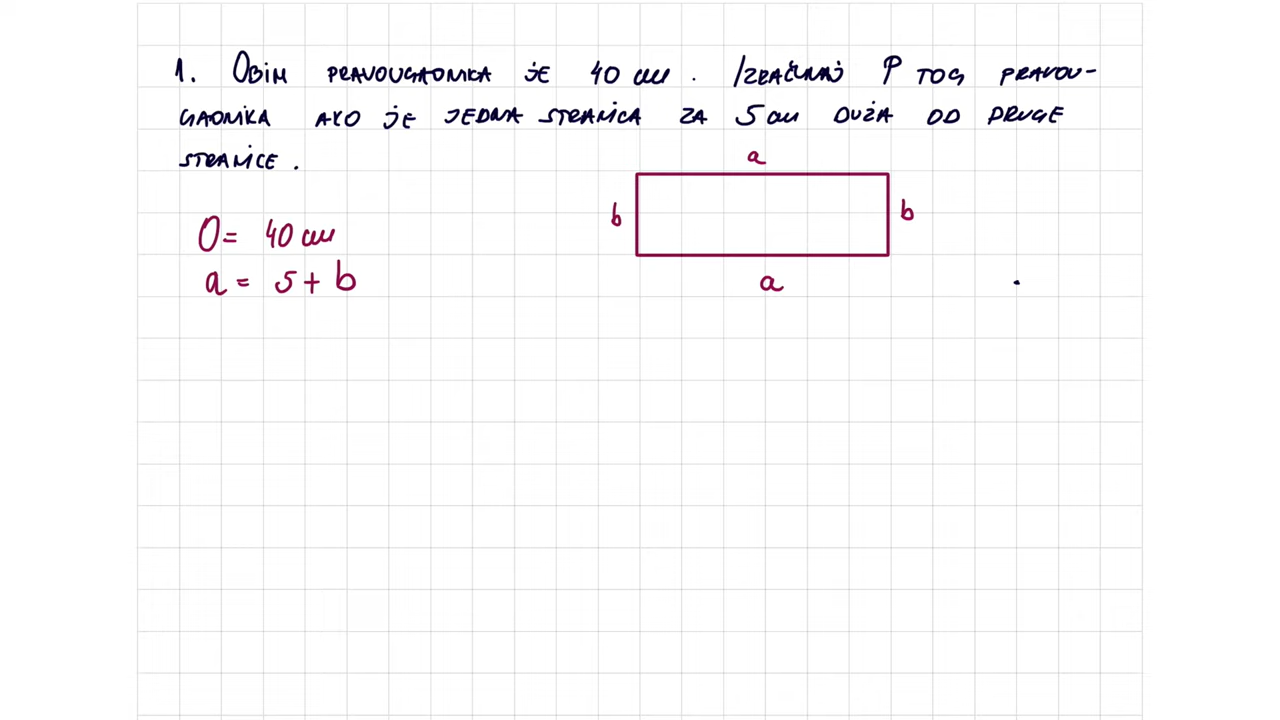 1. OBIM PRAVOUGAONIKA JE 40 cm. IZRAČUNAJ P TOG PRAVOU-
GAONIKA AKO JE JEDNA STRANICA ZA 5 cm DUŽA OD DRUGE
STRANICE.
a
b
b
O = 40 cm
a = 5 + b
a